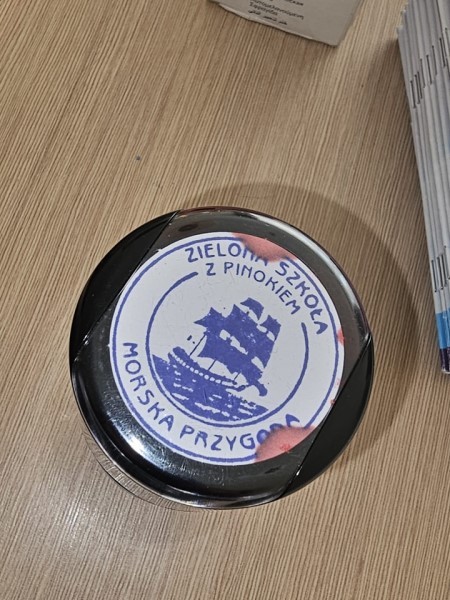 ZIELONA SZKOŁA
Z PINOKIEM
MORSKA PRZYGODA